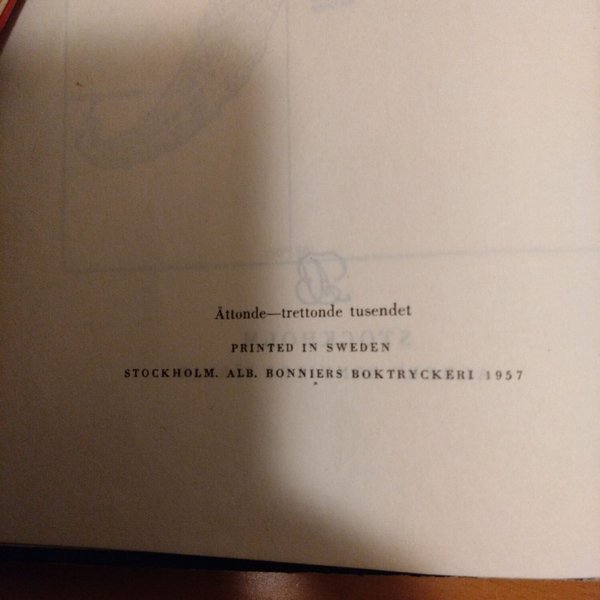 Åttonde—trettonde tusendet
PRINTED IN SWEDEN
STOCKHOLM. ALB. BONNIERS BOKTRYCKERI 1957